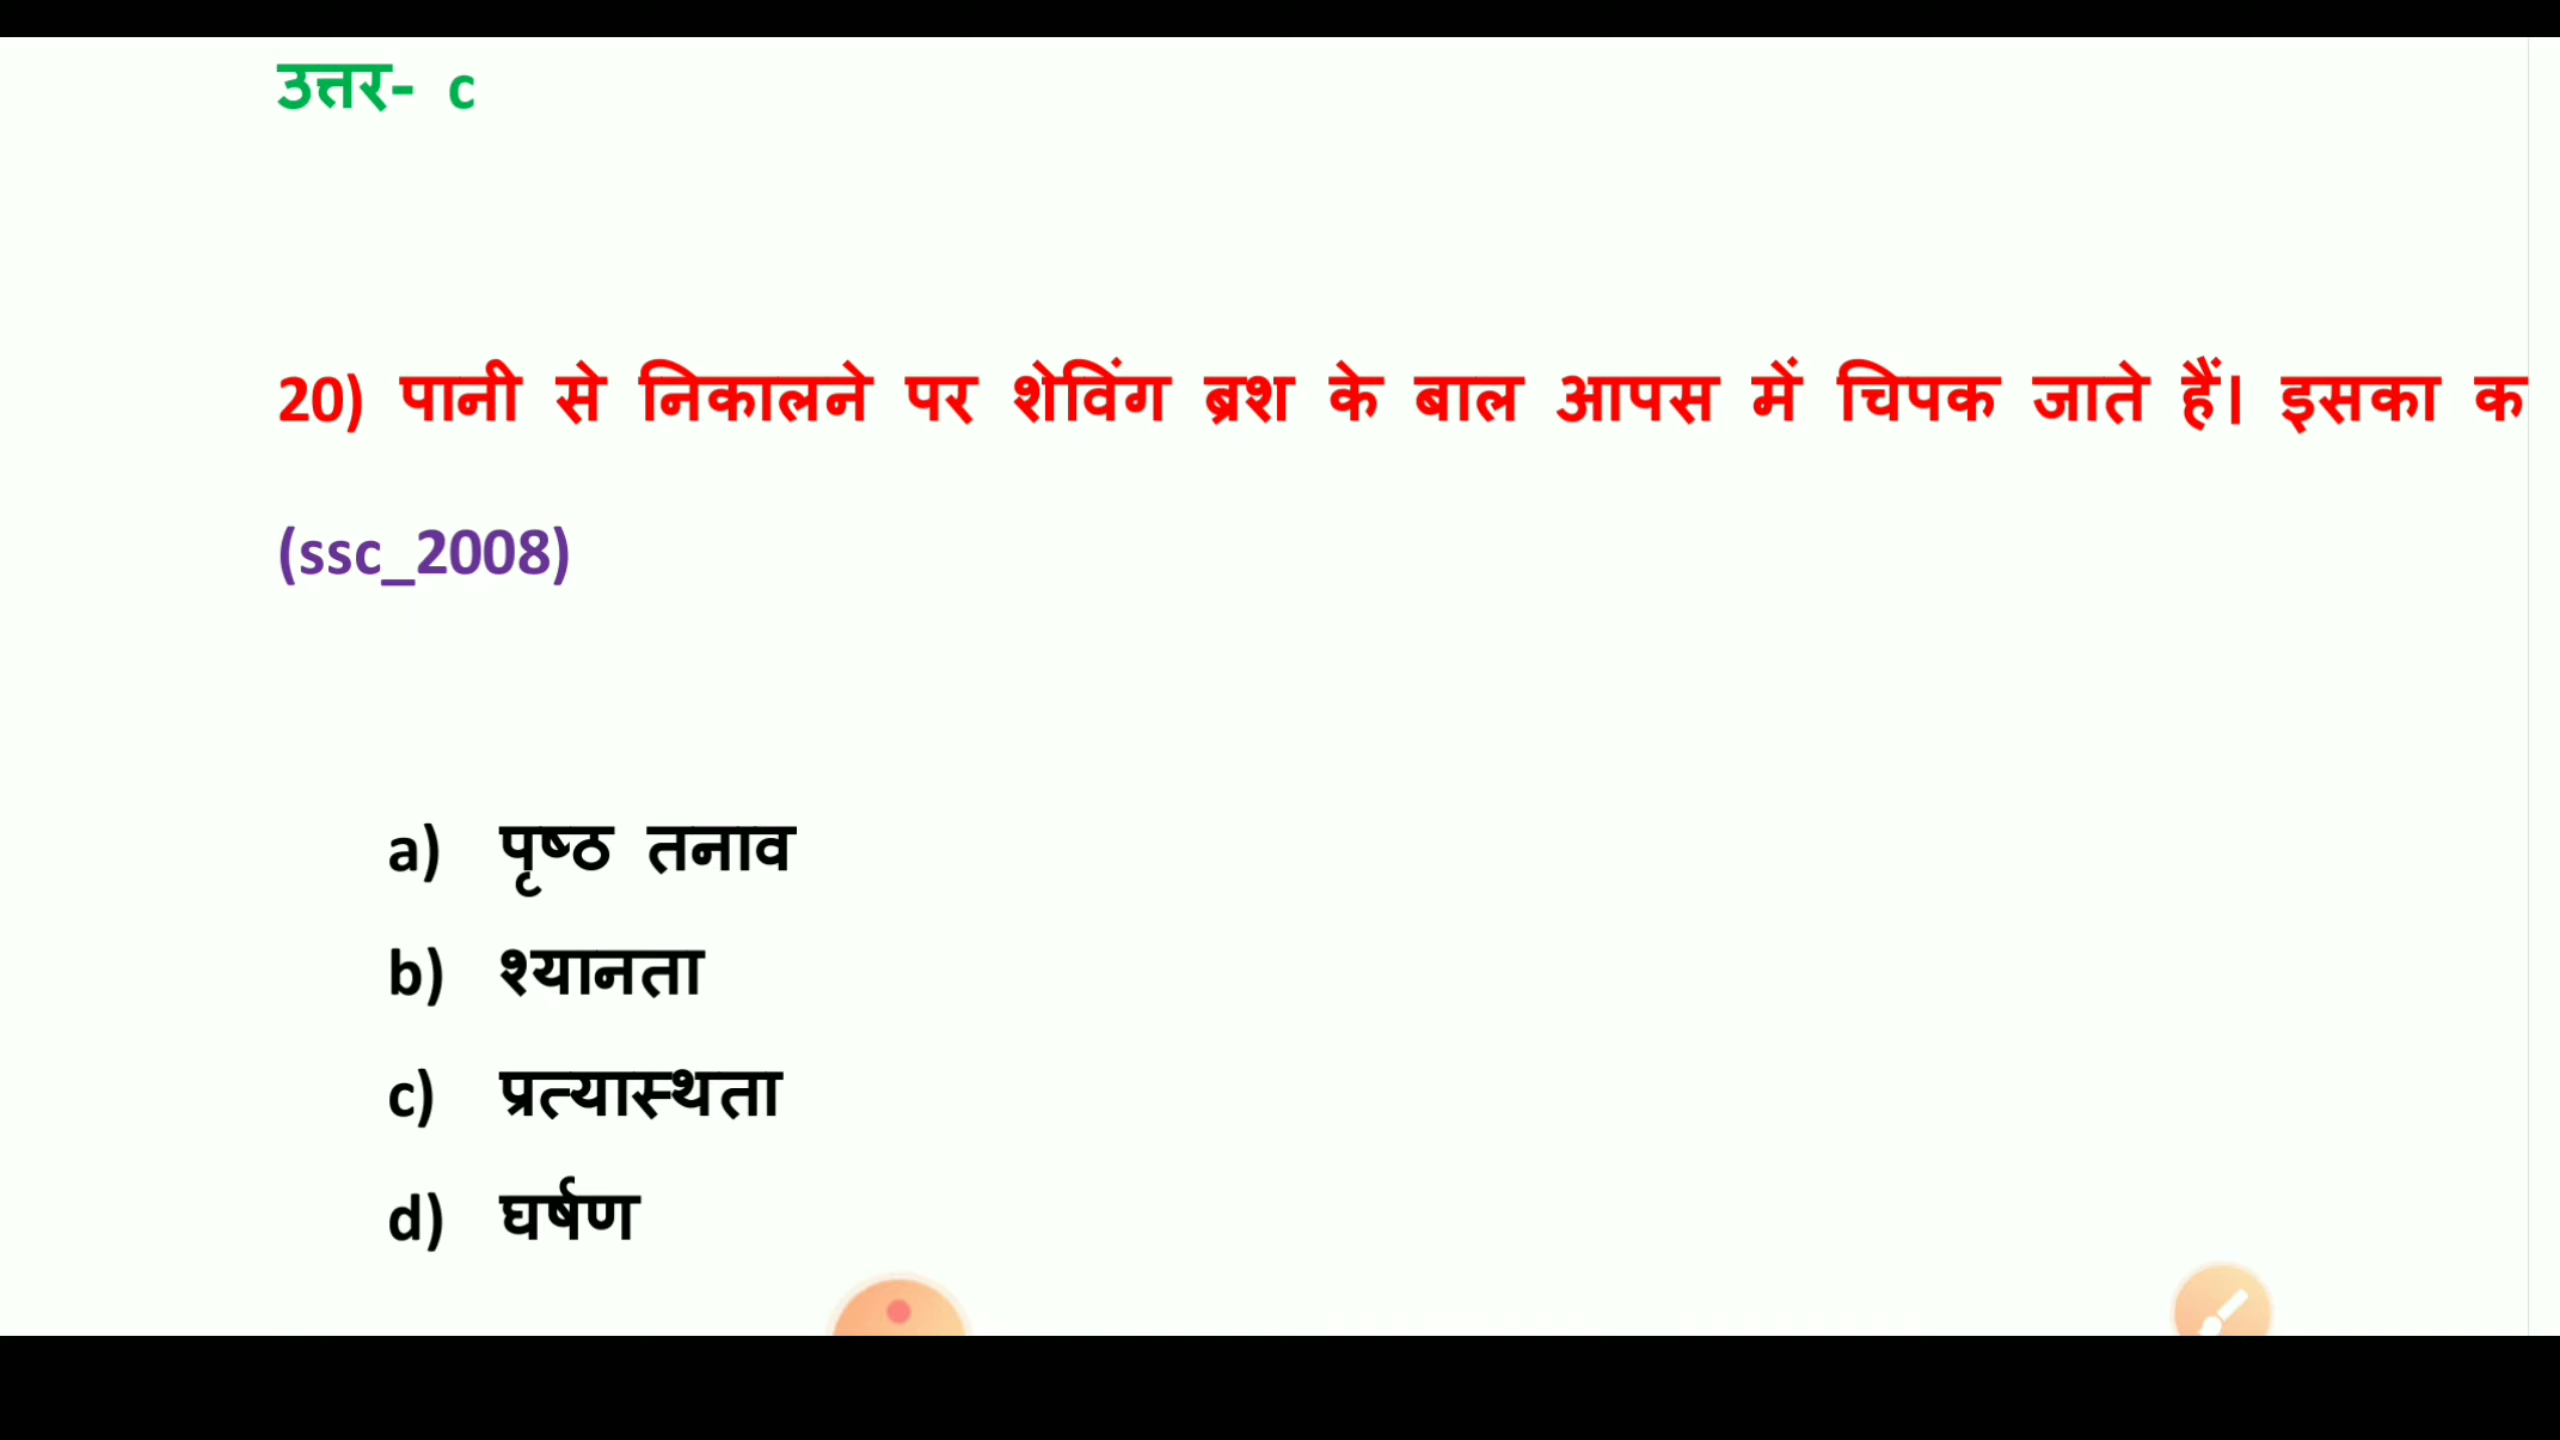 उत्तर- c
20) पानी से निकालने पर शेविंग ब्रश के बाल आपस में चिपक जाते हैं। इसका क
(ssc_2008)
a) पृष्ठ तनाव
b) श्यानता
c) प्रत्यास्थता
d) घर्षण